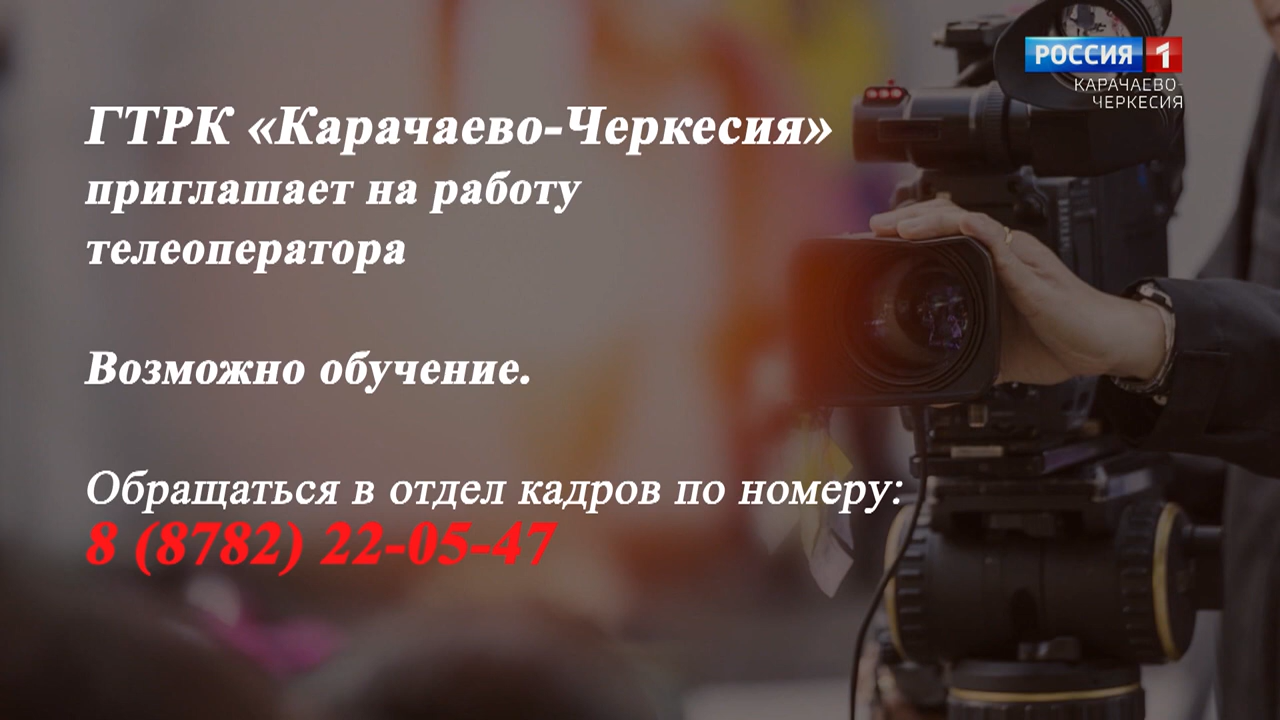 РОССИЯ 1
КАРАЧАЕВО-
ЧЕРКЕСИЯ
ГТРК «Карачаево-Черкесия»
приглашает на работу
телеоператора
Возможно обучение.
Обращаться в отдел кадров по номеру:
8 (8782) 22-05-47